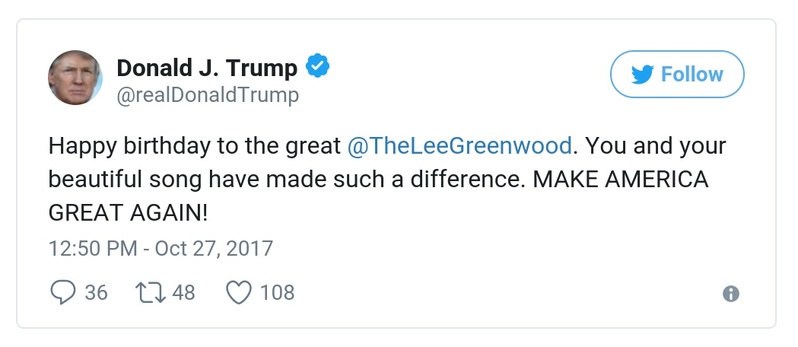 Donald J. Trump
@realDonaldTrump
Follow
Happy birthday to the great @TheLeeGreenwood. You and your
beautiful song have made such a difference. MAKE AMERICA
GREAT AGAIN!
12:50 PM - Oct 27, 2017
36 48 108